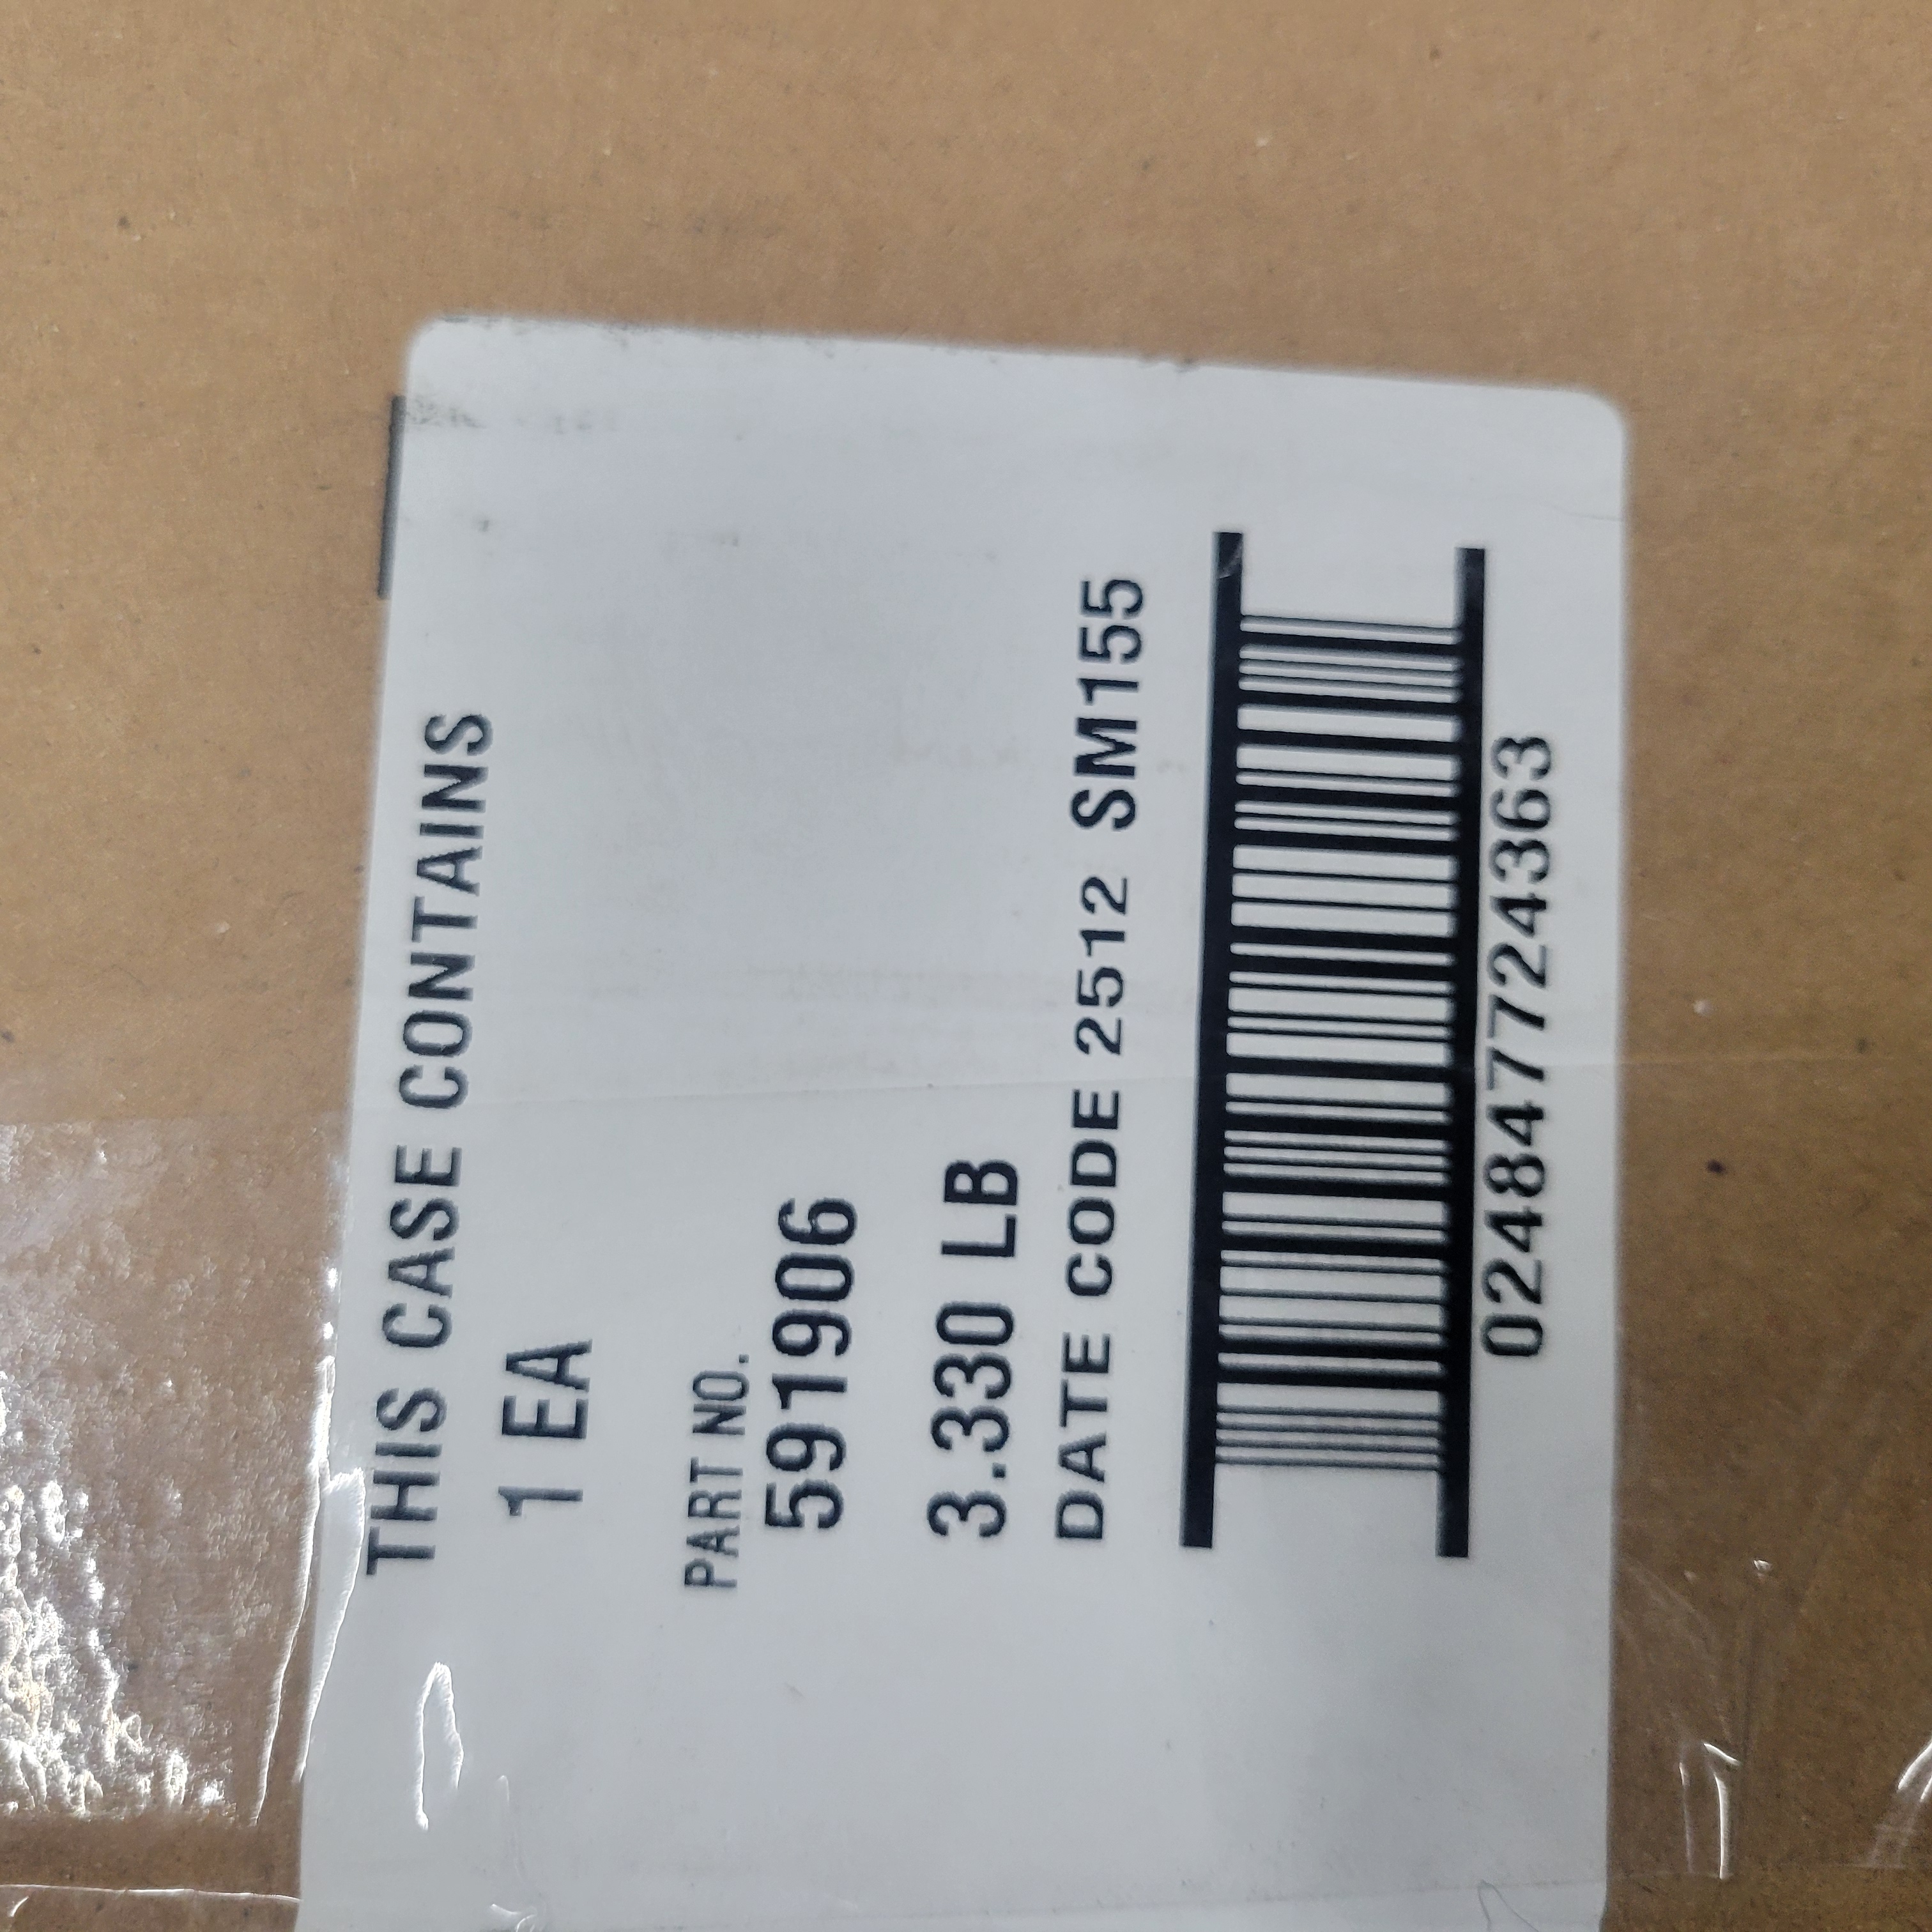 THIS CASE CONTAINS
1 EA
PART NO.
591906
3.330 LB
DATE CODE 2512 SM155
024847724363